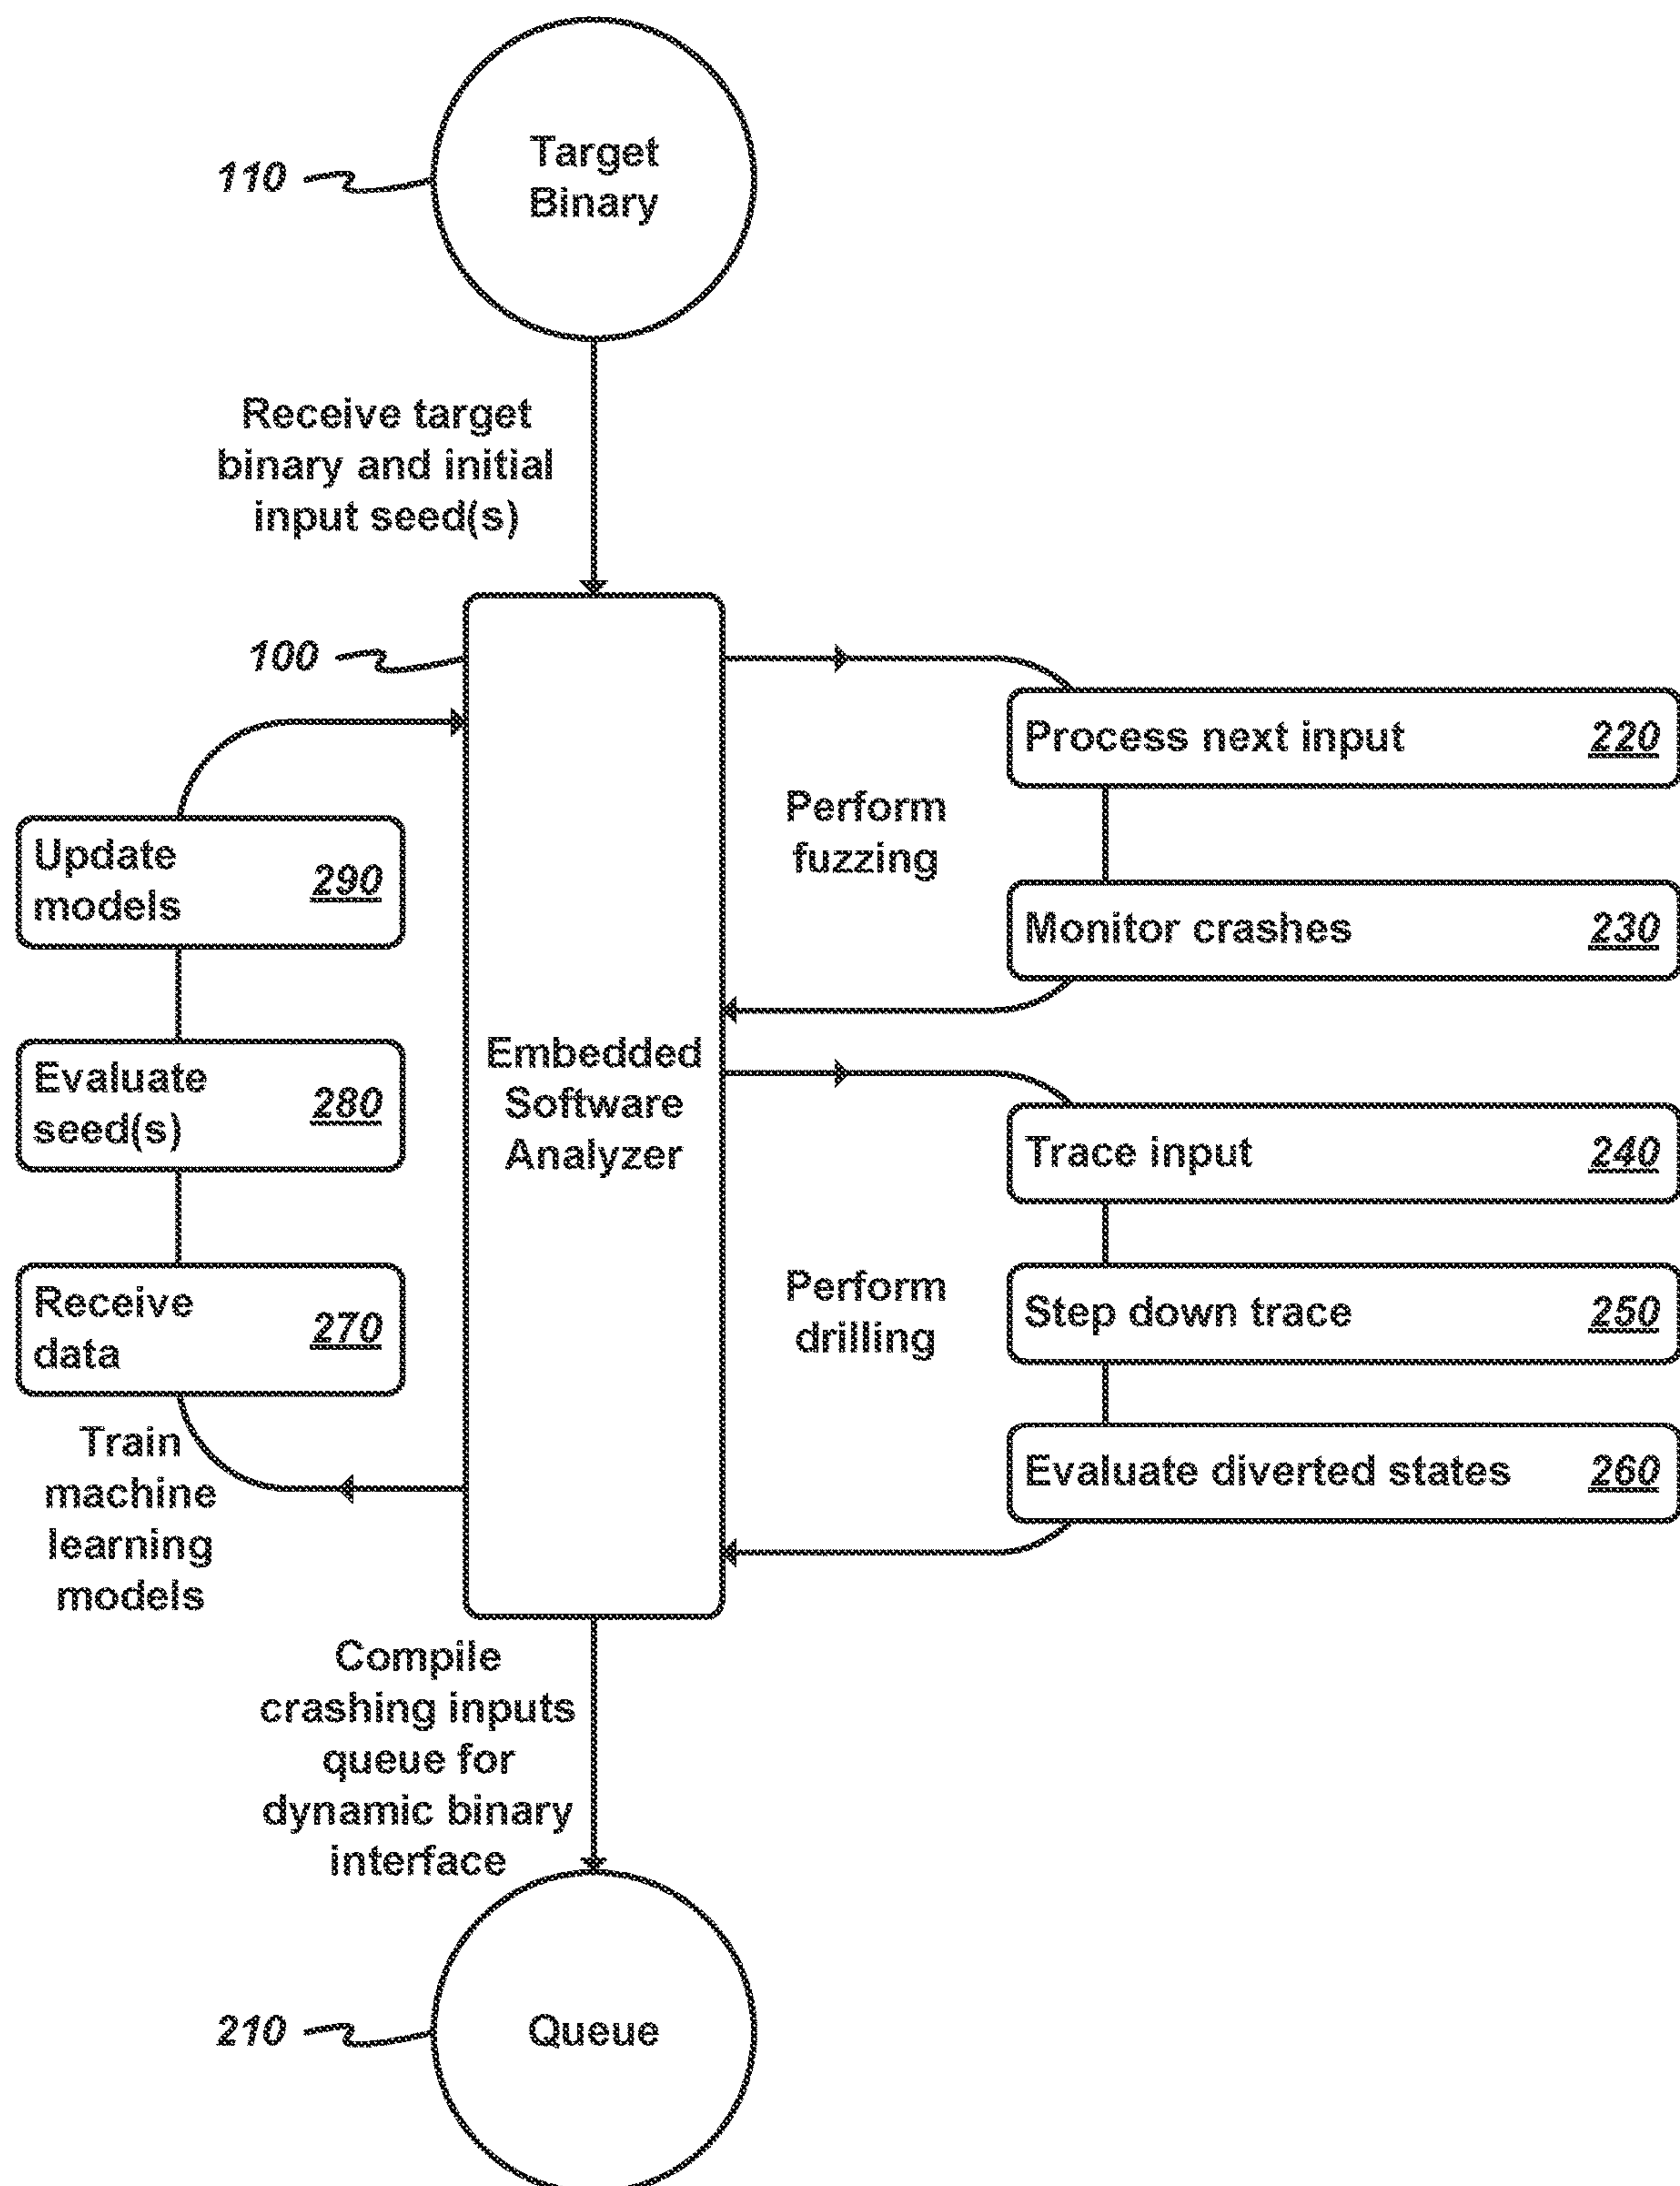 110
Target
Binary
Receive target
binary and initial
input seed(s)
100
Embedded
Software
Analyzer
Perform
fuzzing
Process next input 220
Monitor crashes 230
Perform
drilling
Trace input 240
Step down trace 250
Evaluate diverted states 260
Update
models
290
Evaluate
seed(s)
280
Receive
data
270
Train
machine
learning
models
Compile
crashing inputs
queue for
dynamic binary
interface
210
Queue